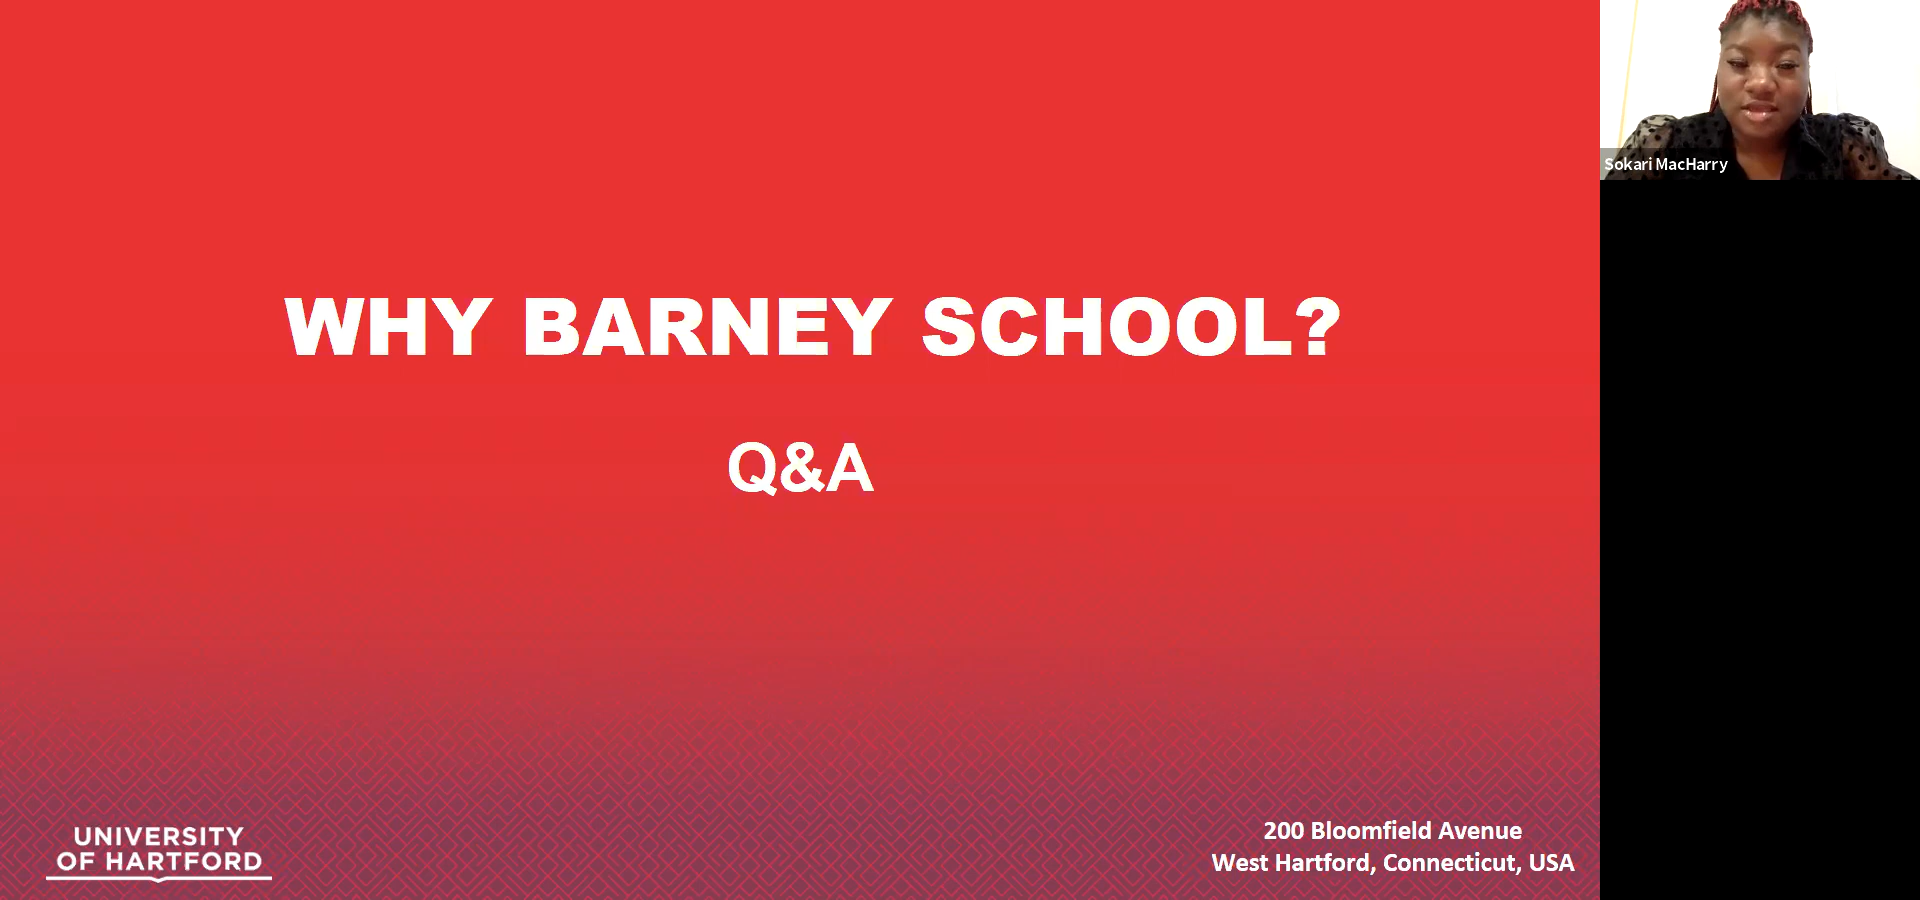 WHY BARNEY SCHOOL?
Q&A
UNIVERSITY
OF HARTFORD
200 Bloomfield Avenue
West Hartford, Connecticut, USA
Sokari MacHarry